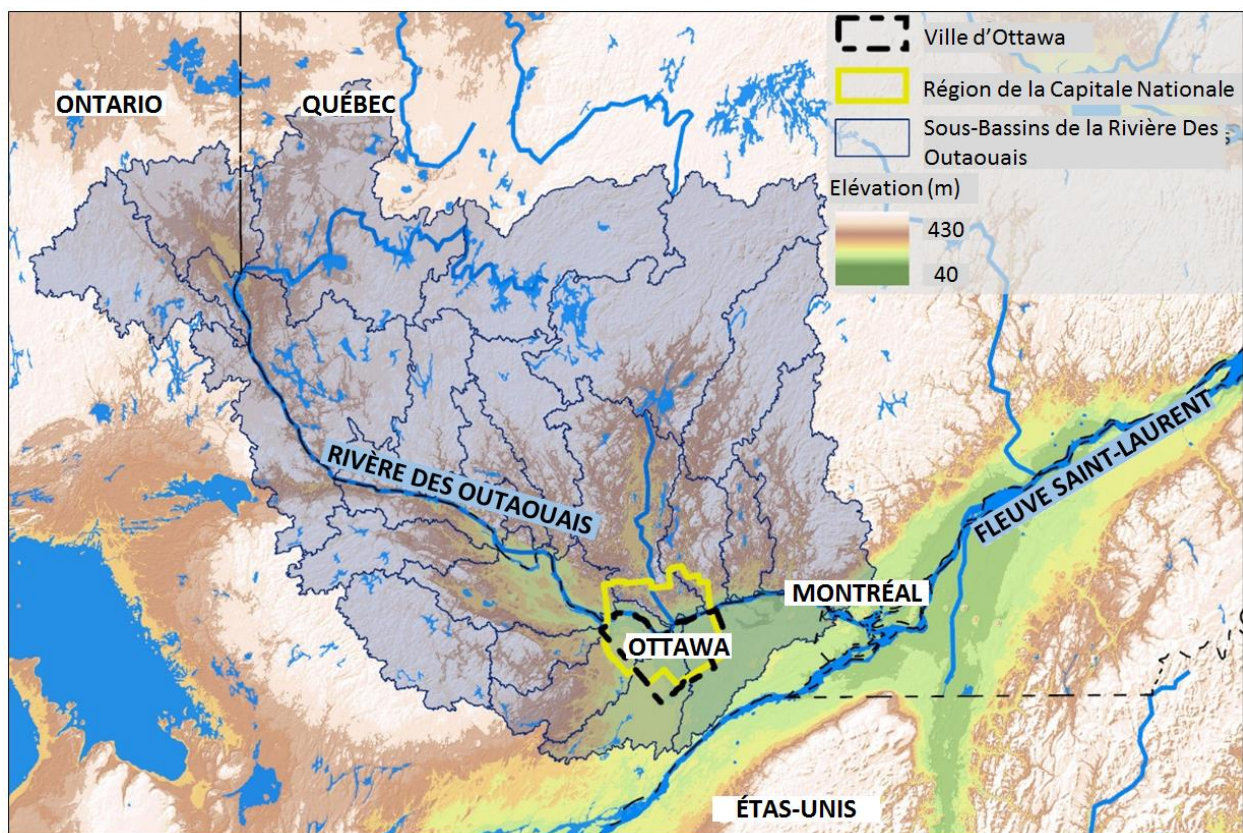 Ville d'Ottawa
Région de la Capitale Nationale
Sous-Bassins de la Rivière Des
Outaouais
Elévation (m)
430
40
ONTARIO
QUÉBEC
RIVÈRE DES OUTAOUAIS
FLEUVE SAINT-LAURENT
MONTRÉAL
OTTAWA
ÉTAS-UNIS